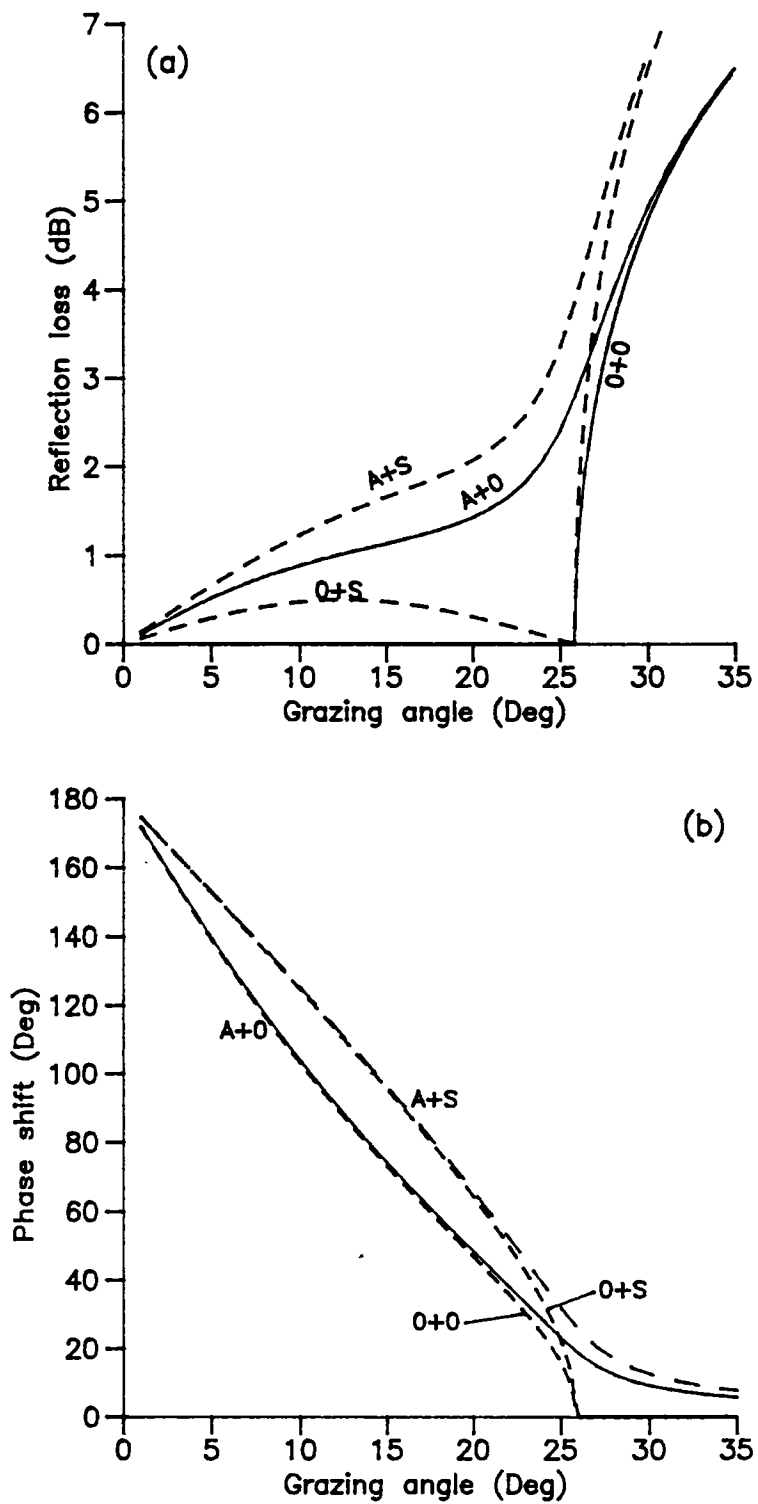 (a)
7
6
5
4
3
2
1
0
Reflection loss (dB)
A+S
A+0
0+S
0+0
0 5 10 15 20 25 30 35
Grazing angle (Deg)
(b)
180
160
140
120
100
80
60
40
20
0
Phase shift (Deg)
A+0
A+S
0+S
0+0
0 5 10 15 20 25 30 35
Grazing angle (Deg)